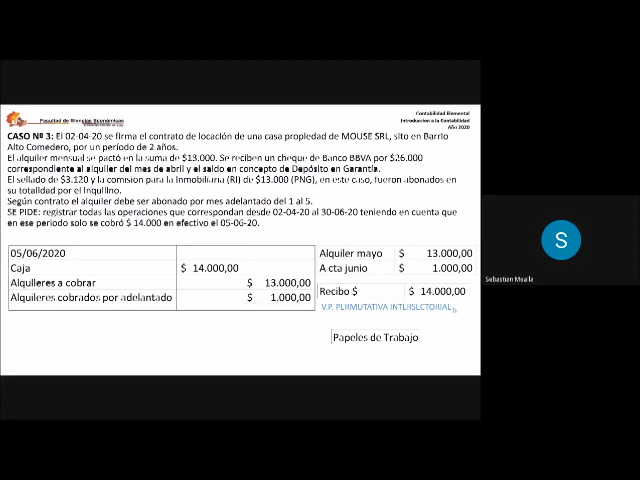 Facultad de Ciencias Económicas
Contabilidad Elemental
Introduccion a la Contabilidad
Año 2020
CASO Nº 3: El 02-04-20 se firma el contrato de locación de una casa propiedad de MOUSE SRL, sito en Barrio
Alto Comedero, por un período de 2 años.
El alquiler mensual se pactó en la suma de $13.000. Se reciben un cheque de Banco BBVA por $26.000
correspondiente al alquiler del mes de abril y el saldo en concepto de Depósito en Garantía.
El sellado de $3.120 y la comisión para la Inmobiliaria (RI) de $13.000 (PNG), en este caso, fueron abonados en
su totalidad por el Inquilino.
Según contrato el alquiler debe ser abonado por mes adelantado del 1 al 5.
SE PIDE: registrar todas las operaciones que correspondan desde 02-04-20 al 30-06-20 teniendo en cuenta que
en ese periodo solo se cobró $ 14.000 en efectivo el 05-06-20.
05/06/2020
Caja $ 14.000,00
Alquileres a cobrar $ 13.000,00
Alquileres cobrados por adelantado $ 1.000,00
Alquiler mayo $ 13.000,00
A cta junio $ 1.000,00
Recibo $ $ 14.000,00
V.P. PERMUTATIVA INTERSECTORIAL
Papeles de Trabajo
S
Sebastian Mualla